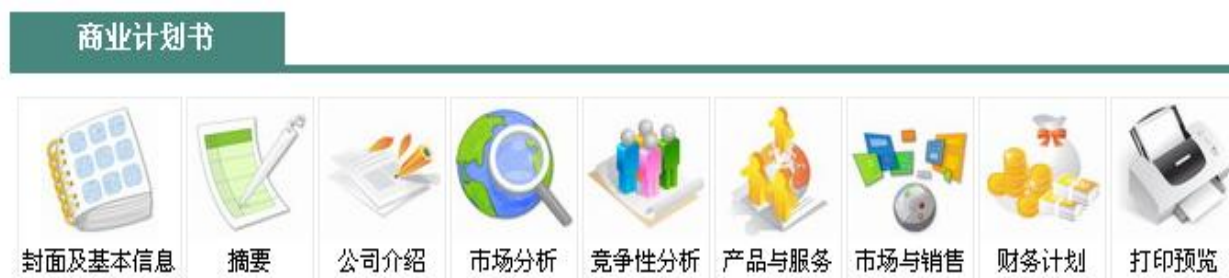 商业计划书
封面及基本信息 摘要 公司介绍 市场分析 竞争性分析 产品与服务 市场与销售 财务计划 打印预览